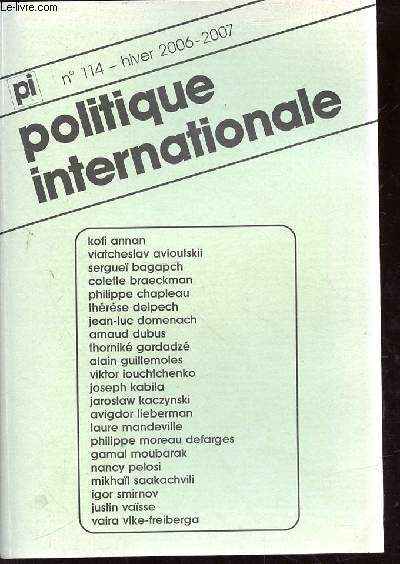 www.le-livre.com
pi n° 114 - hiver 2006-2007
politique
internationale
kofi annan
viatcheslav avioutskii
sergueï bagapch
colette braeckman
philippe chapleau
thérèse delpech
jean-luc domenach
arnaud dubus
thorniké gordadzé
alain guillemoles
viktor iouchtchenko
joseph kabila
jaroslaw kaczynski
avigdor lieberman
laure mandeville
philippe moreau defarges
gamal moubarak
nancy pelosi
mikhaïl saakachvili
igor smirnov
justin vaïsse
vaira vike-freiberga